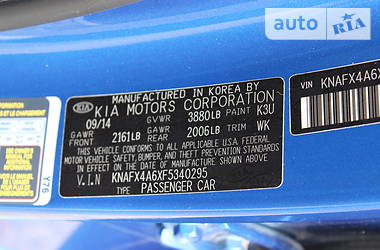 auto RIA
VIN KNAFX4A6X
MANUFACTURED IN KOREA BY
KIA KIA MOTORS CORPORATION
09/14 GVWR 3880LB PAINT K3U
GAWR FRONT 2161LB GAWR REAR 2006LB TRIM WK
THIS VEHICLE CONFORMS TO ALL APPLICABLE
U.S.A. FEDERAL MOTOR VEHICLE SAFETY,
BUMPER, AND THEFT PREVENTION STANDARDS
IN EFFECT ON THE DATE OF MANUFACTURE SHOWN ABOVE.
V.I.N KNAFX4A6XF5340295
TYPE PASSENGER CAR
Y76